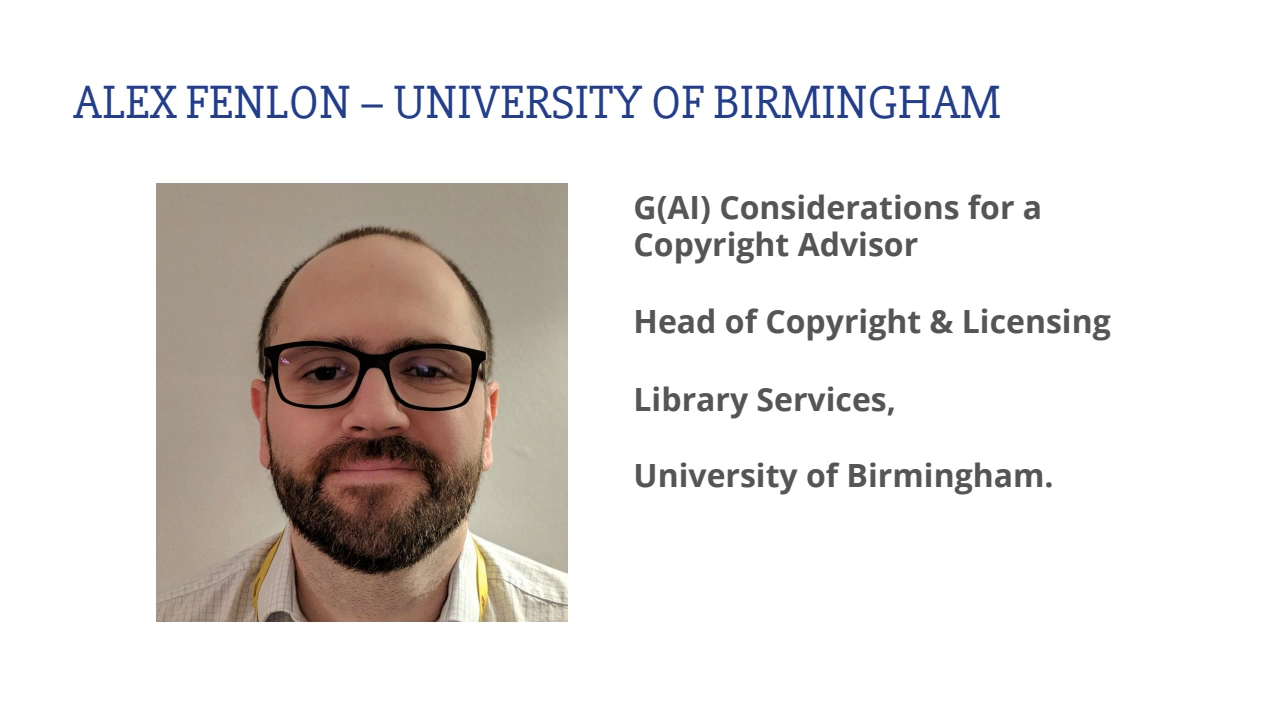 ALEX FENLON – UNIVERSITY OF BIRMINGHAM
G(AI) Considerations for a
Copyright Advisor
Head of Copyright & Licensing
Library Services,
University of Birmingham.